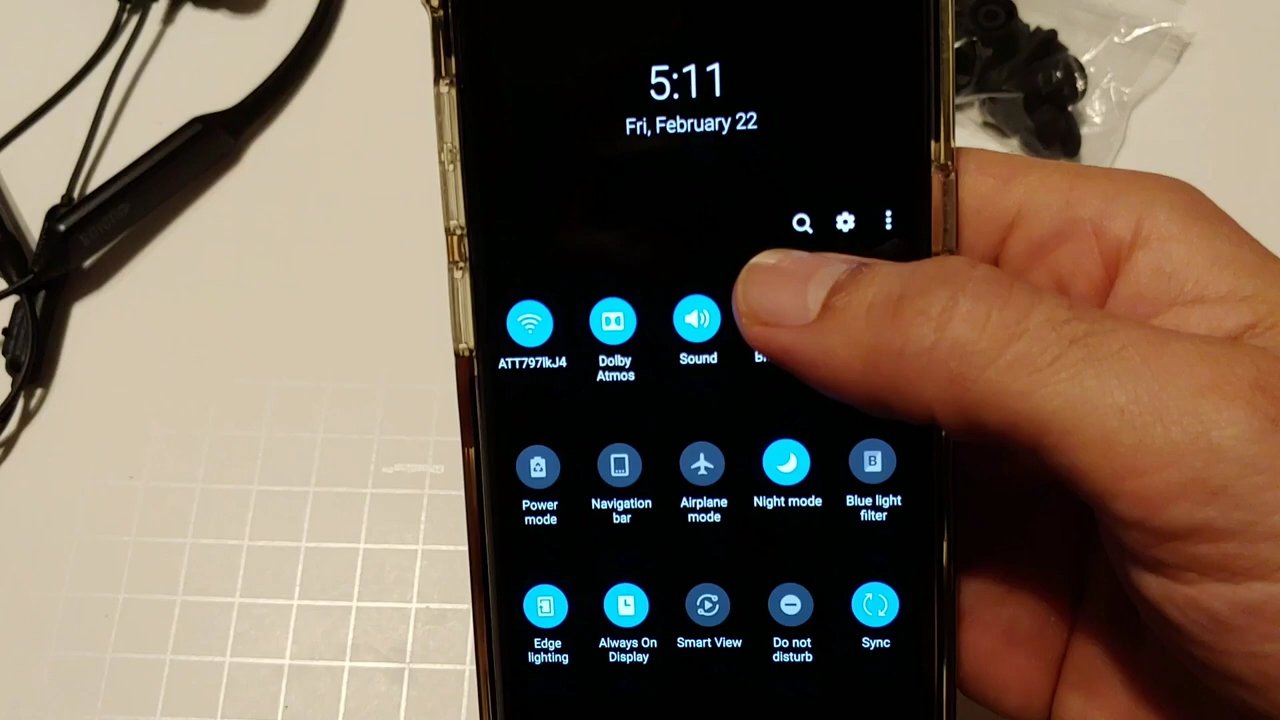 5:11
Fri, February 22
ATT797lkJ4
Dolby
Atmos
Sound
Power
mode
Navigation
bar
Airplane
mode
Night mode
Blue light
filter
Edge
lighting
Always On
Display
Smart View
Do not
disturb
Sync